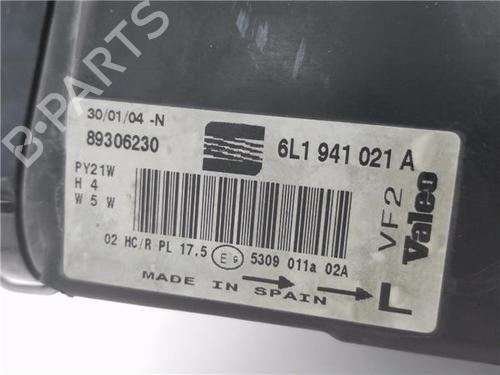 B-PARTS
30/01/04 -N
89306230
6L1 941 021 A
PY21W
H 4
W 5 W
VF2
Valeo
02 HC/R PL 17.5 E9 5309 011a 02A
MADE IN SPAIN
L